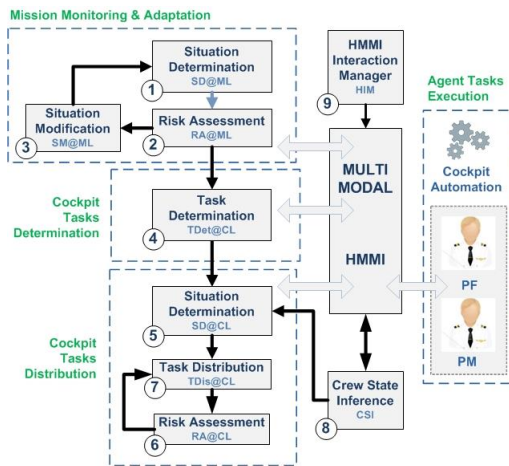 Mission Monitoring & Adaptation
Situation
Determination
SD@ML
1
Situation
Modification
SM@ML
3
Risk Assessment
RA@ML
2
Cockpit
Tasks
Determination
Task
Determination
TDet@CL
4
Cockpit
Tasks
Distribution
Situation
Determination
SD@CL
5
Task Distribution
TDis@CL
7
Risk Assessment
RA@CL
6
HMMI
Interaction
Manager
HIM
9
MULTI
MODAL
HMMI
Crew State
Inference
CSI
8
Agent Tasks
Execution
Cockpit
Automation
PF
PM